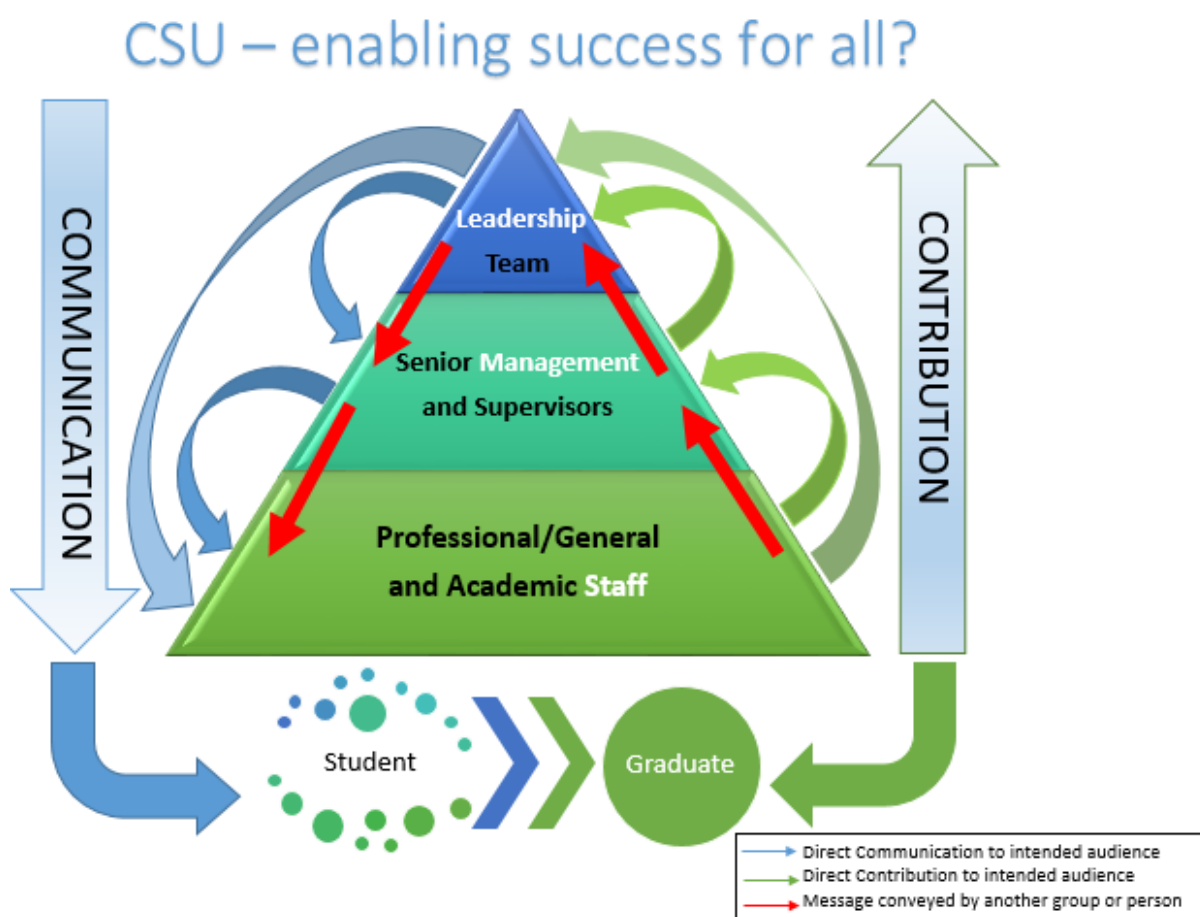 CSU – enabling success for all?
COMMUNICATION
CONTRIBUTION
Leadership
Team
Senior Management
and Supervisors
Professional/General
and Academic Staff
Student
Graduate
Direct Communication to intended audience
Direct Contribution to intended audience
Message conveyed by another group or person